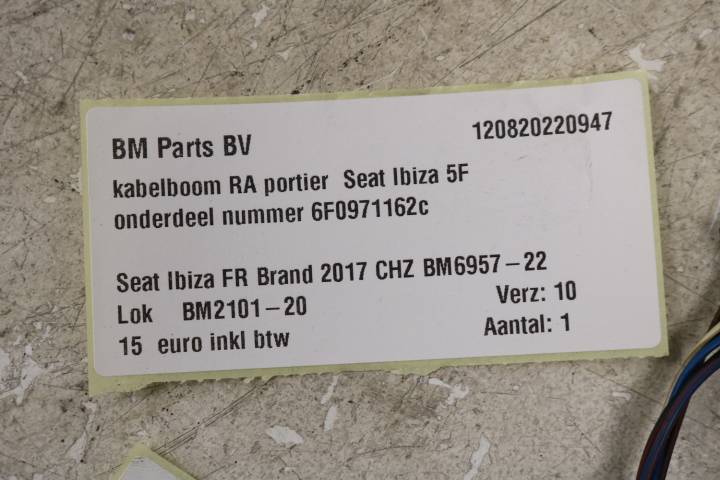 BM Parts BV 120820220947
kabelboom RA portier Seat Ibiza 5F
onderdeel nummer 6F0971162c
Seat Ibiza FR Brand 2017 CHZ BM6957-22
Lok BM2101-20 Verz: 10
15 euro inkl btw Aantal: 1